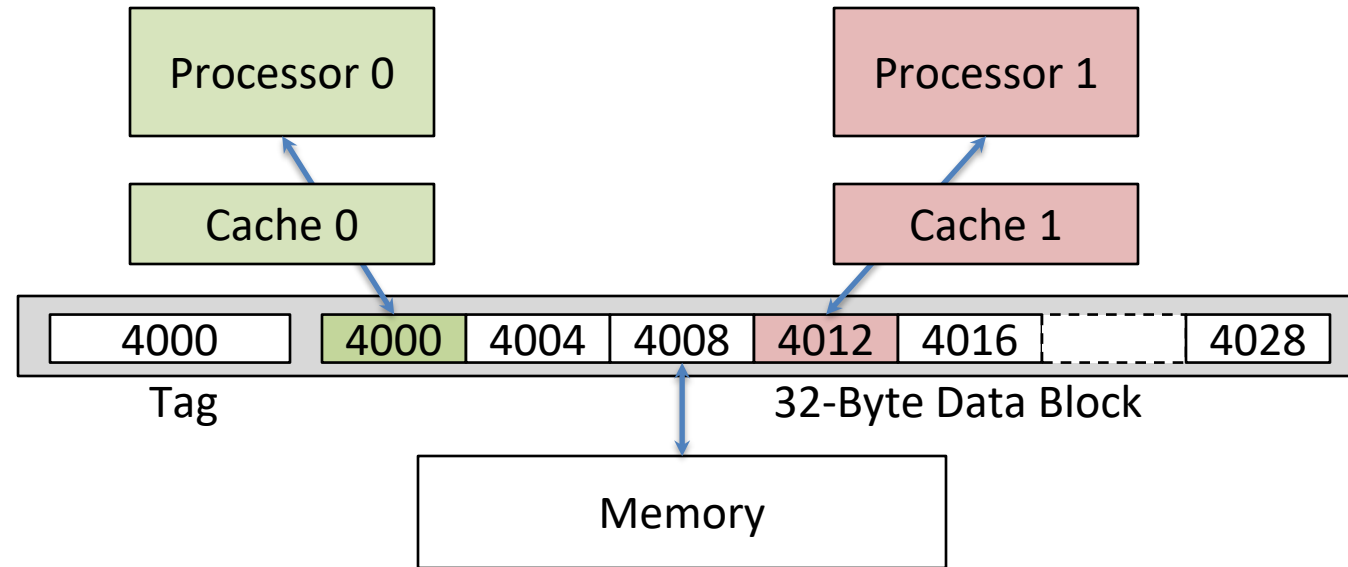 Processor 0
Processor 1
Cache 0
Cache 1
4000 4000 4004 4008 4012 4016 4028
Tag
32-Byte Data Block
Memory